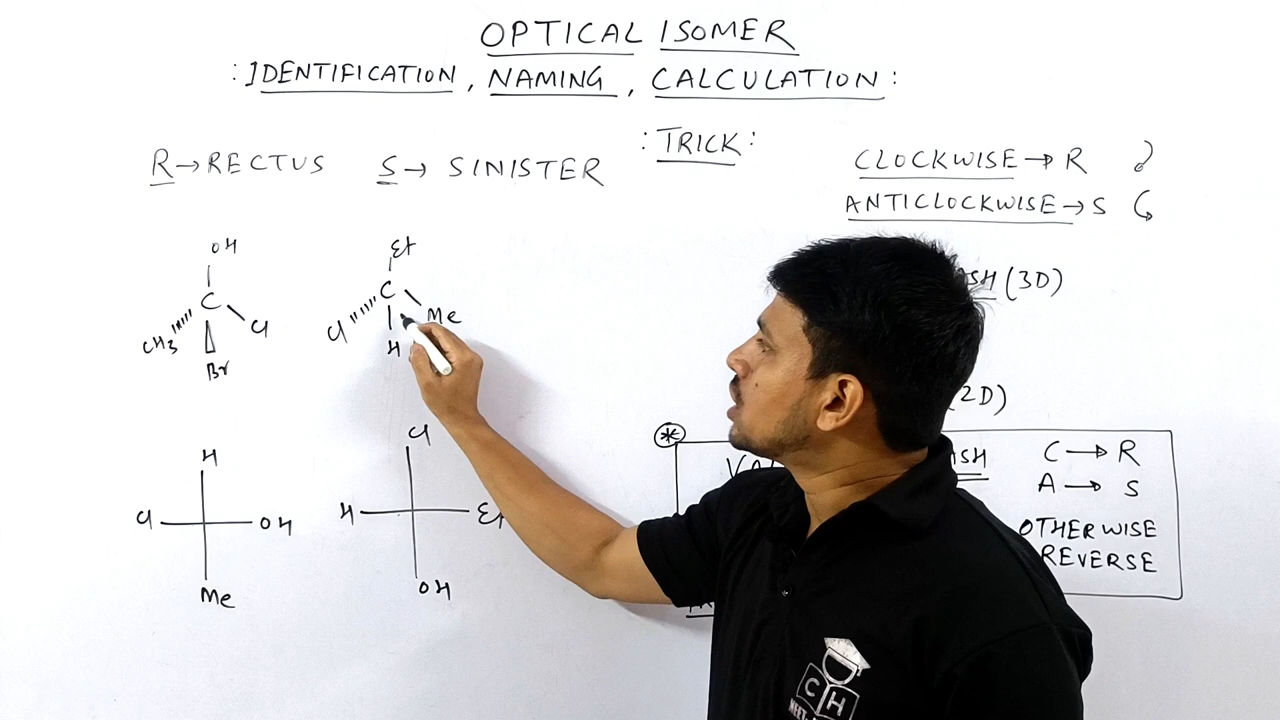 OPTICAL ISOMER
: IDENTIFICATION , NAMING , CALCULATION :
: TRICK :
R → RECTUS S → SINISTER
CLOCKWISE → R
ANTICLOCKWISE → S
OH
C
CH3
Cl
Br
Et
C
Cl
Me
H
(3D)
(2D)
H
Cl
OH
Me
Cl
H
Et
OH
*
C → R
A → S
OTHERWISE
REVERSE
C H